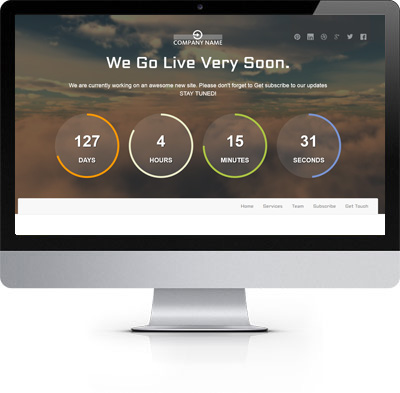 COMPANY NAME
We Go Live Very Soon.
We are currently working on an awesome new site. Please don't forget to Get subscribe to our updates
STAY TUNED!
127 4 15 31
DAYS HOURS MINUTES SECONDS
Home Services Team Subscribe Get Touch